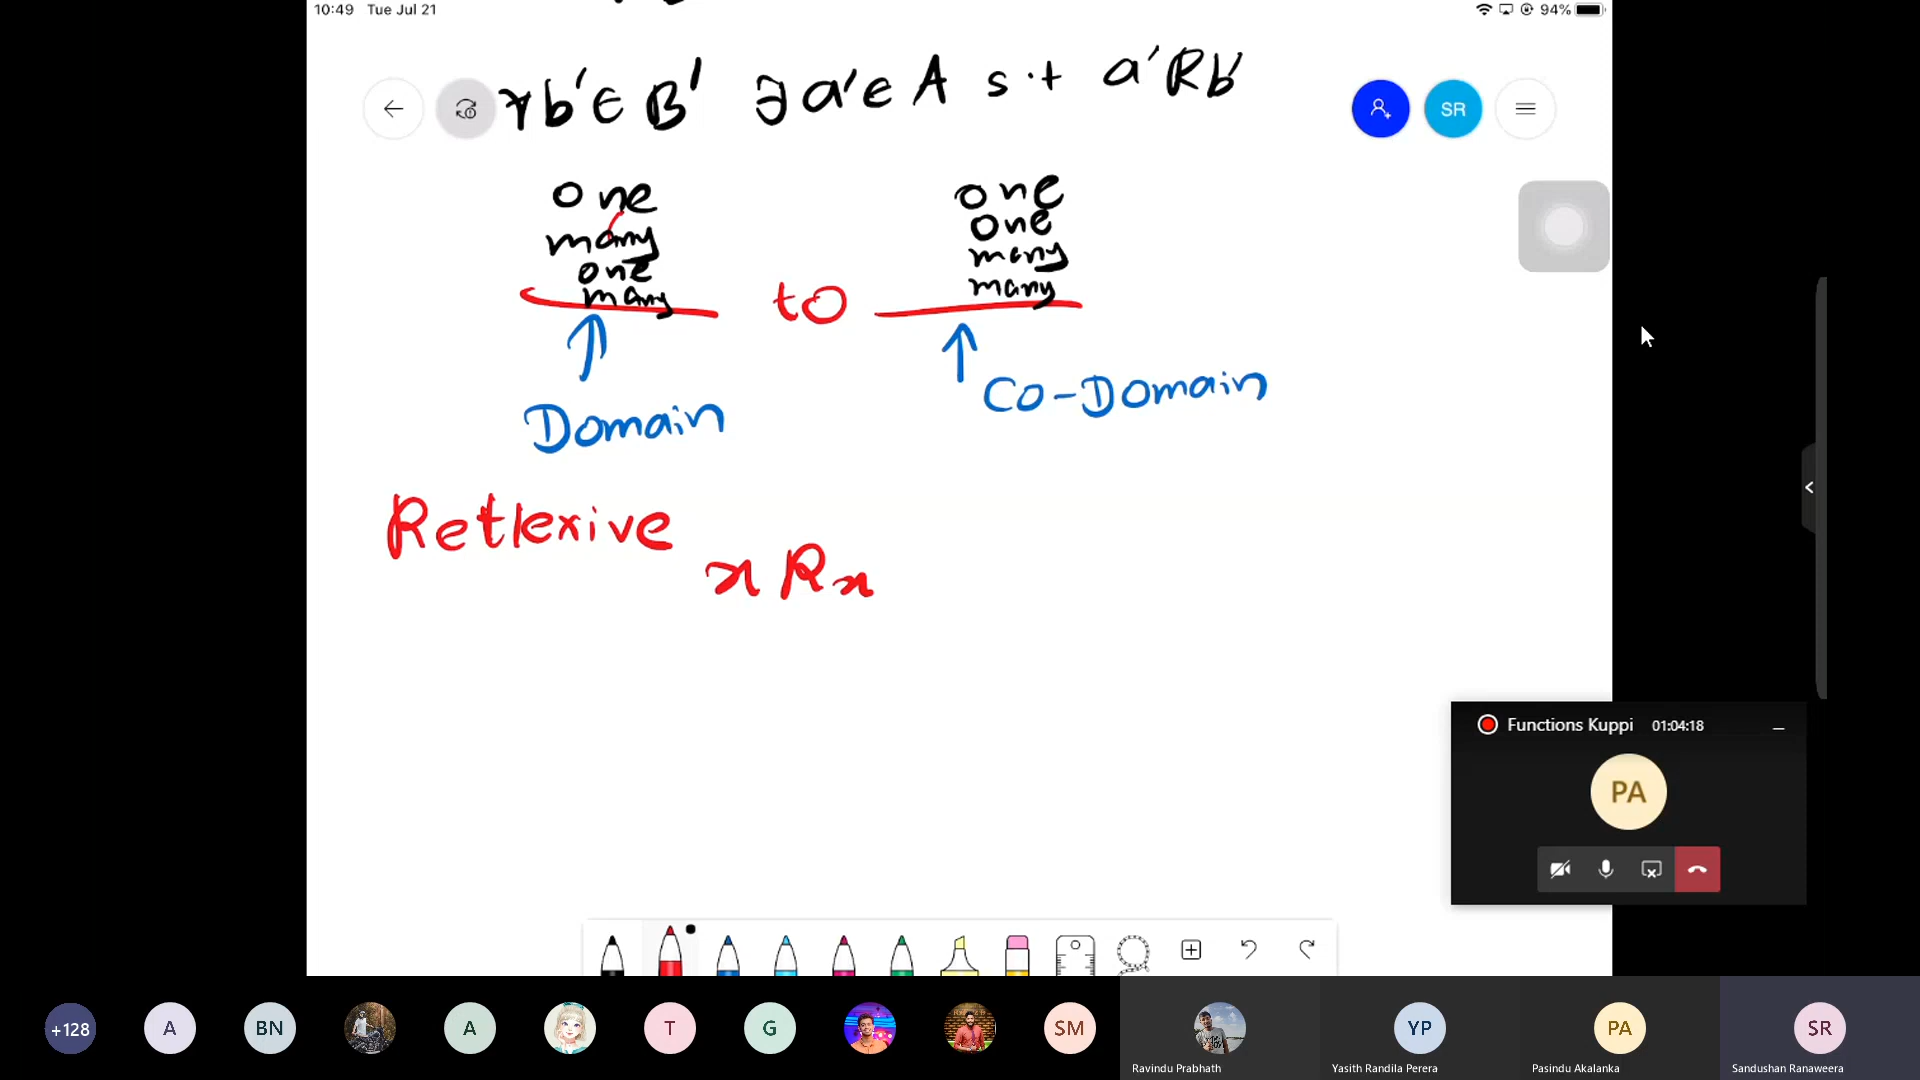 10:49 Tue Jul 21 94%
∀ b' ∈ B' ∃ a' ∈ A s.t a'Rb'
SR
one one
many one
one many
many to many
Domain Co-Domain
Reflexive
x R x
Functions Kuppi 01:04:18
PA
+128 A BN A T G SM YP PA SR
Ravindu Prabhath Yasith Randila Perera Pasindu Akalanka Sandushan Ranaweera